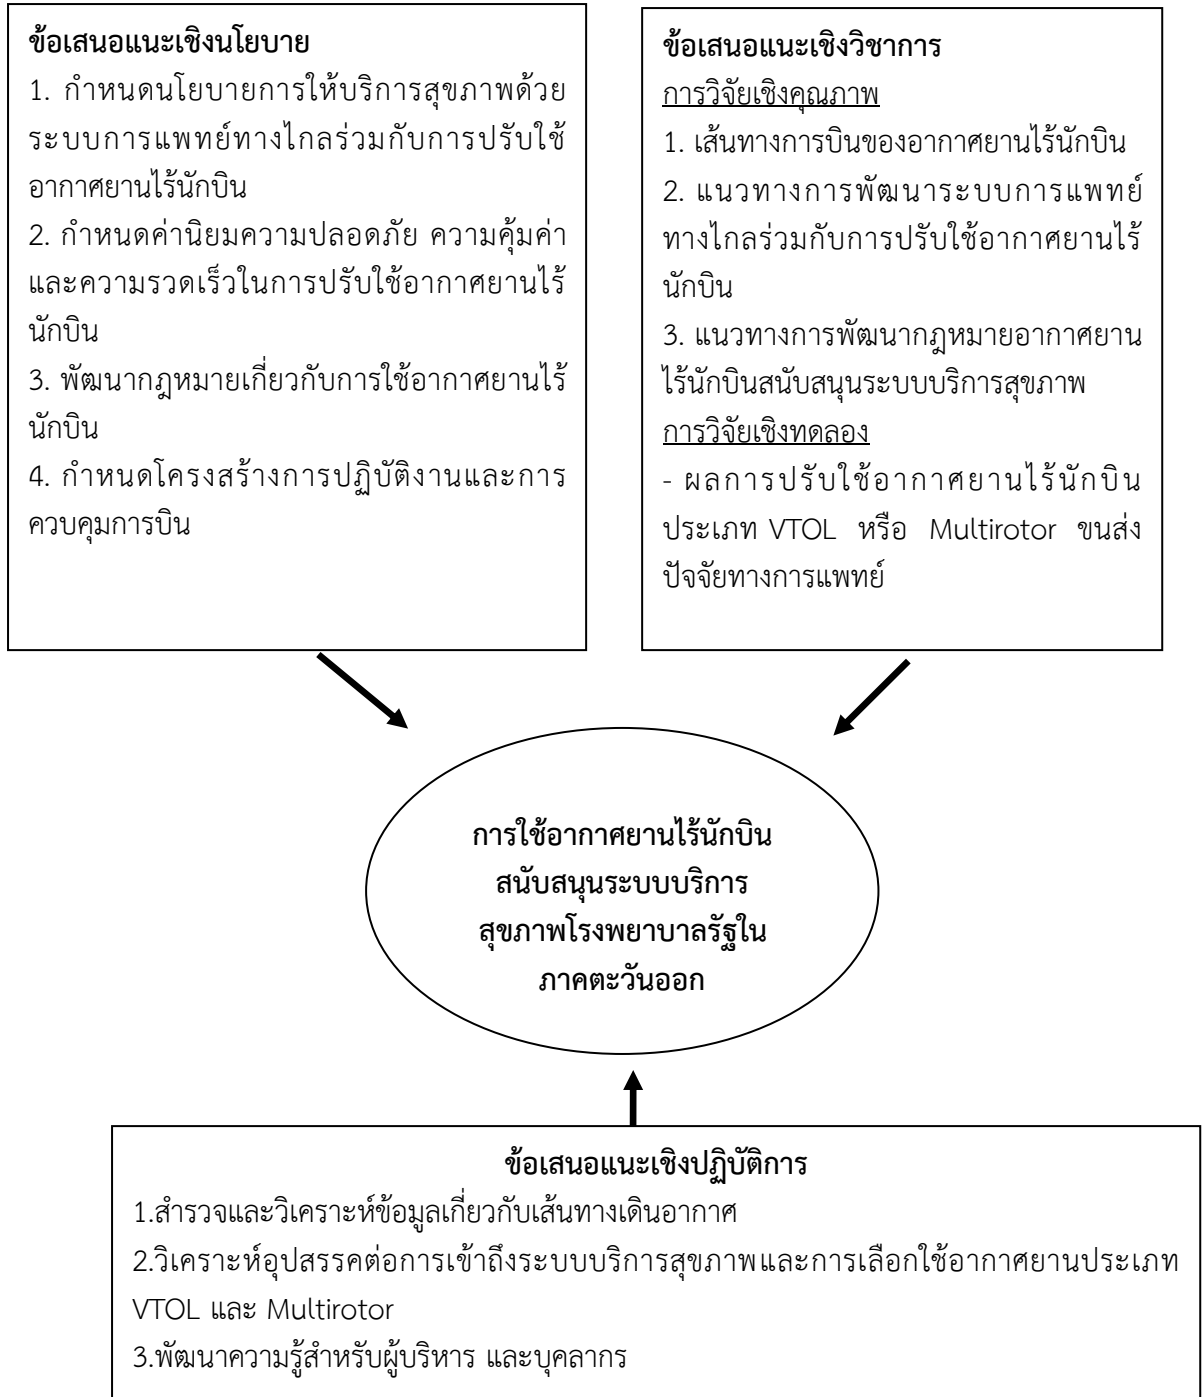 ข้อเสนอแนะเชิงนโยบาย
1. กำหนดนโยบายการให้บริการสุขภาพด้วย
ระบบการแพทย์ทางไกลร่วมกับการปรับใช้
อากาศยานไร้นักบิน
2. กำหนดค่านิยมความปลอดภัย ความคุ้มค่า
และความรวดเร็วในการปรับใช้อากาศยานไร้
นักบิน
3. พัฒนากฎหมายเกี่ยวกับการใช้อากาศยานไร้
นักบิน
4. กำหนดโครงสร้างการปฏิบัติงานและการ
ควบคุมการบิน
ข้อเสนอแนะเชิงวิชาการ
การวิจัยเชิงคุณภาพ
1. เส้นทางการบินของอากาศยานไร้นักบิน
2. แนวทางการพัฒนาระบบการแพทย์
ทางไกลร่วมกับการปรับใช้อากาศยานไร้
นักบิน
3. แนวทางการพัฒนากฎหมายอากาศยาน
ไร้นักบินสนับสนุนระบบบริการสุขภาพ
การวิจัยเชิงทดลอง
- ผลการปรับใช้อากาศยานไร้นักบิน
ประเภท VTOL หรือ Multirotor ขนส่ง
ปัจจัยทางการแพทย์
การใช้อากาศยานไร้นักบิน
สนับสนุนระบบบริการ
สุขภาพโรงพยาบาลรัฐใน
ภาคตะวันออก
ข้อเสนอแนะเชิงปฏิบัติการ
1.สำรวจและวิเคราะห์ข้อมูลเกี่ยวกับเส้นทางเดินอากาศ
2.วิเคราะห์อุปสรรคต่อการเข้าถึงระบบบริการสุขภาพและการเลือกใช้อากาศยานประเภท
VTOL และ Multirotor
3.พัฒนาความรู้สำหรับผู้บริหาร และบุคลากร